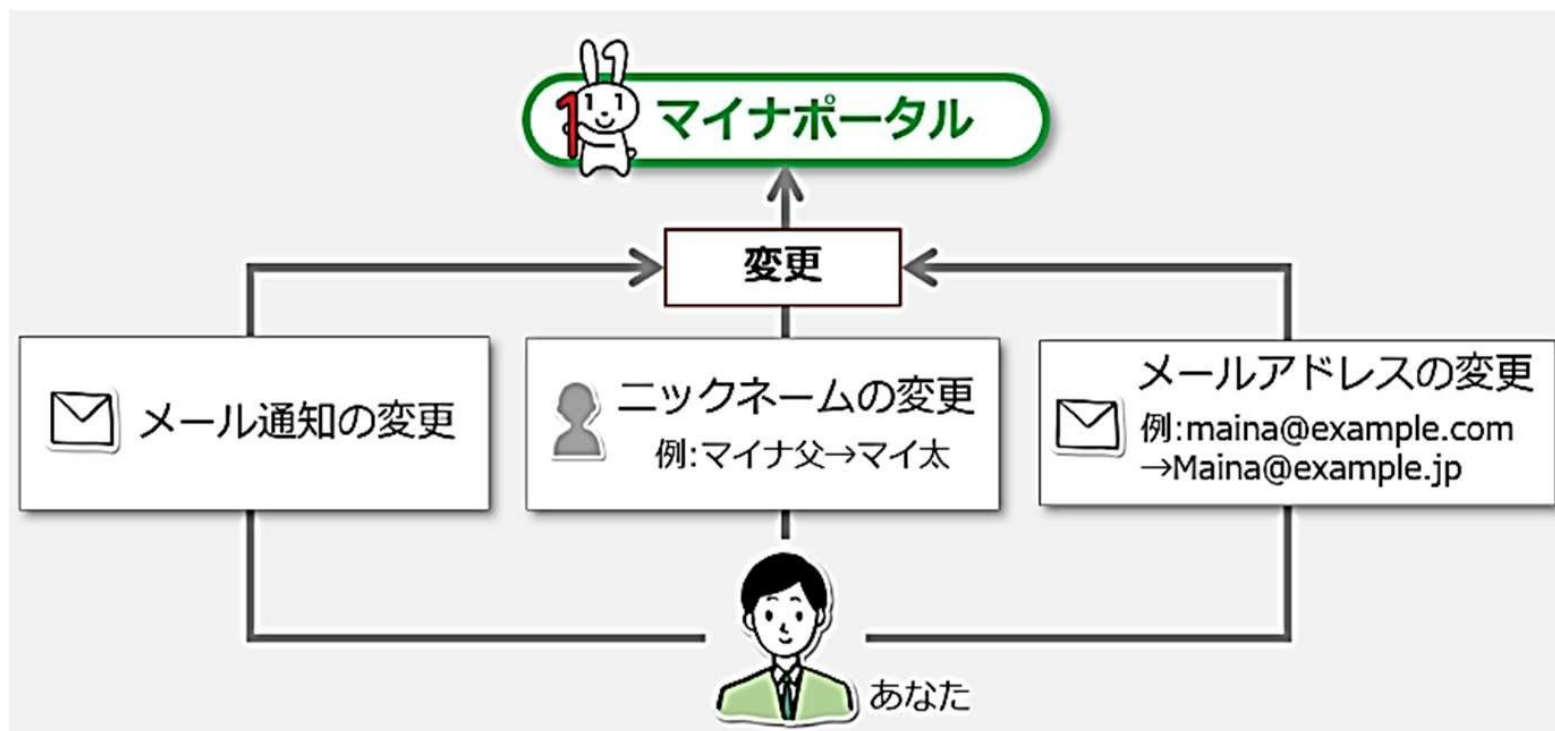 マイナポータル
変更
メール通知の変更
ニックネームの変更
例:マイナ父→マイ太
メールアドレスの変更
例:maina@example.com
→Maina@example.jp
あなた